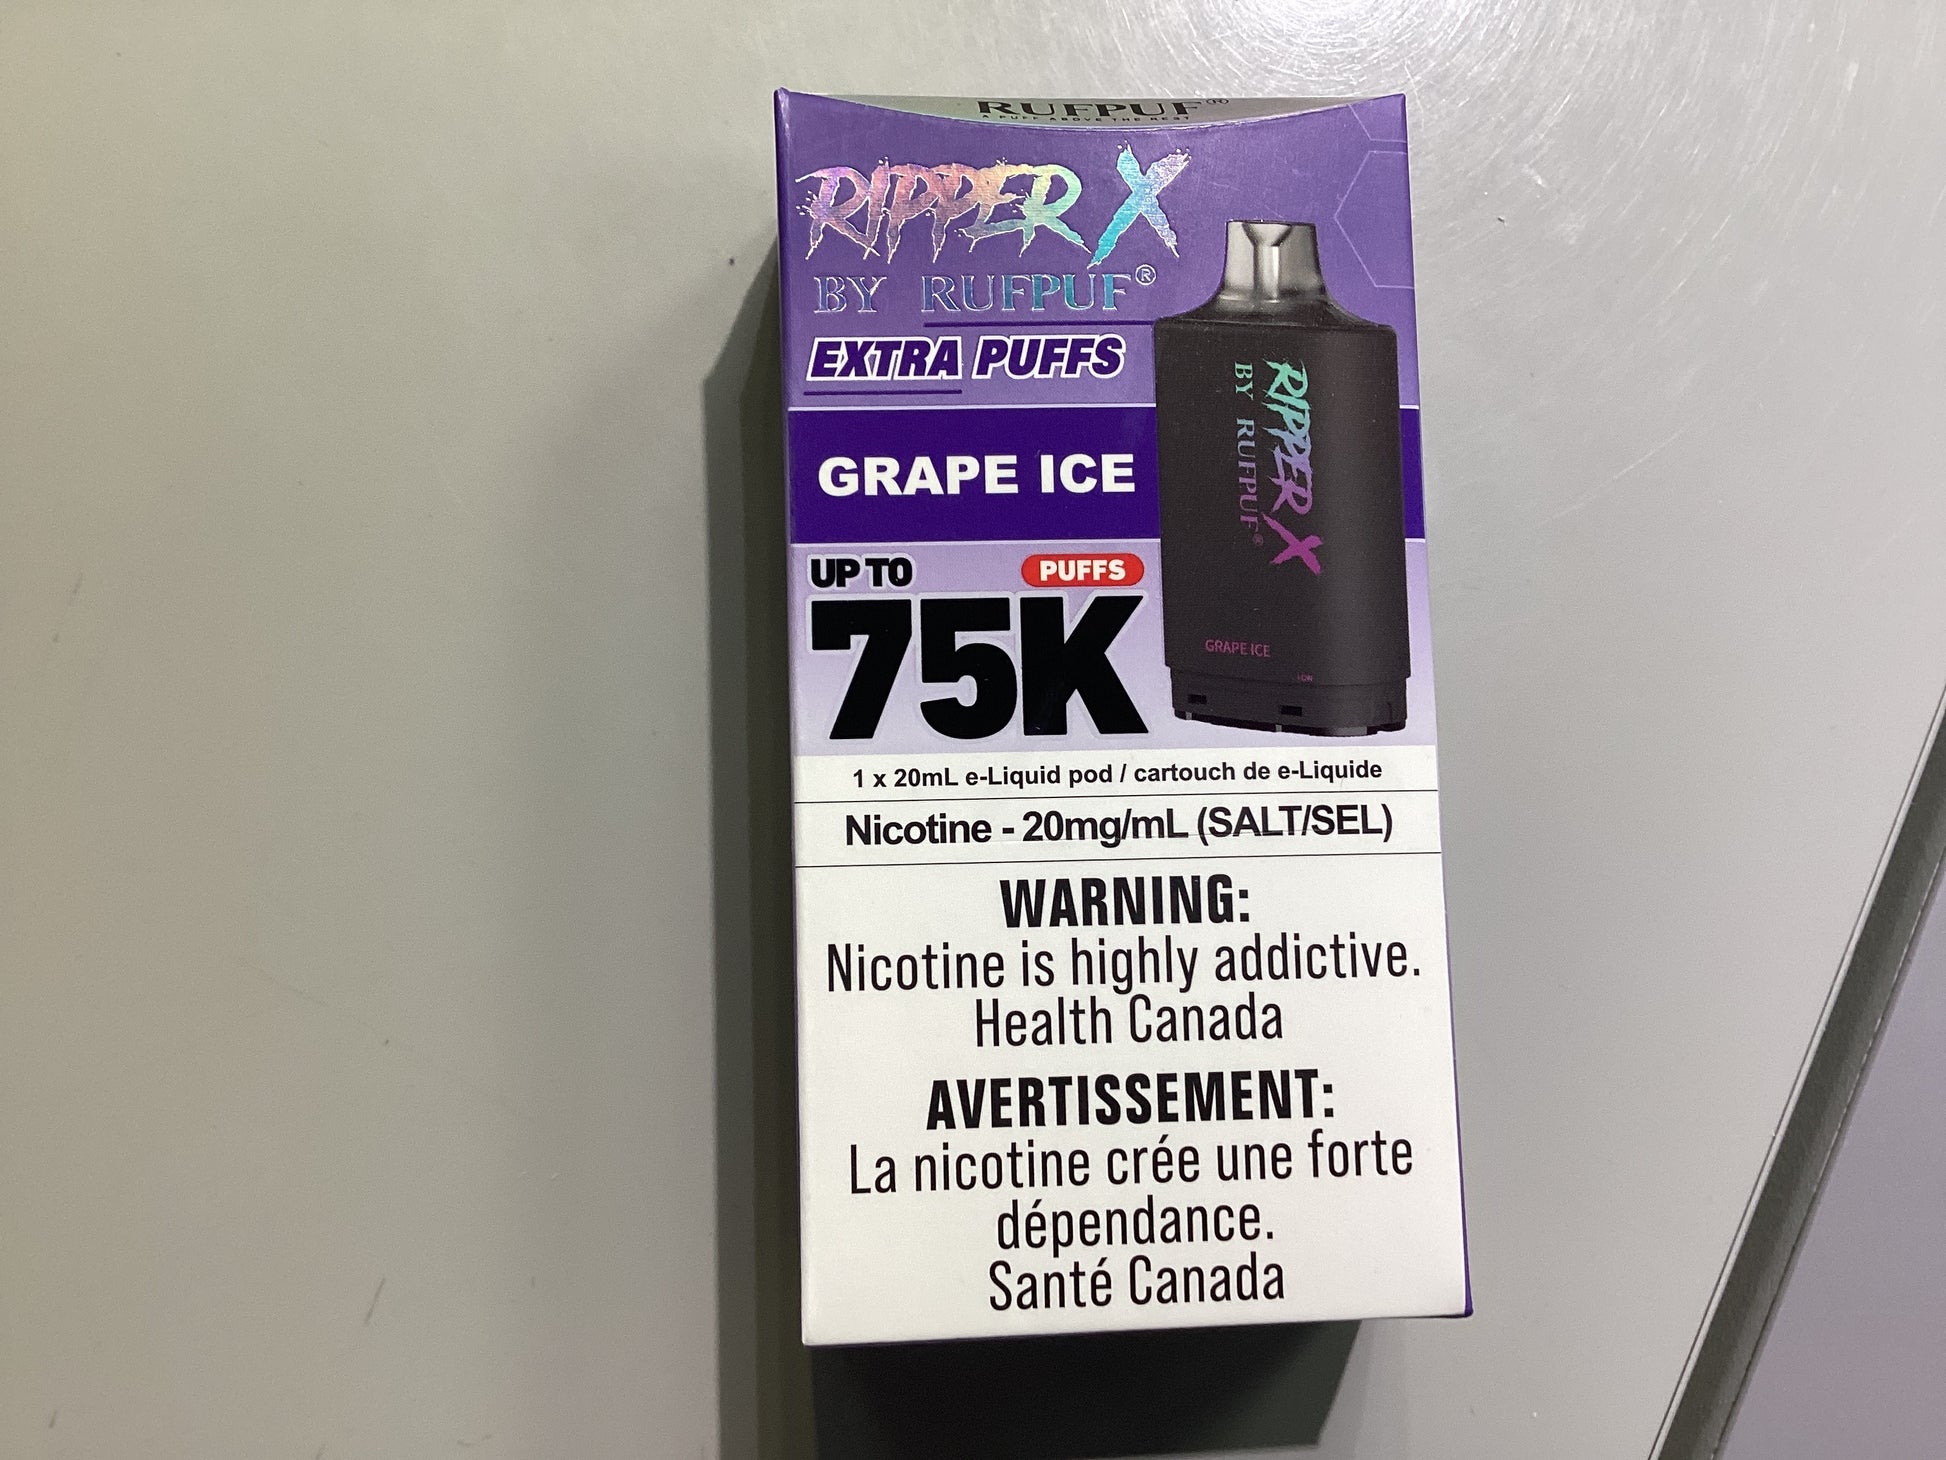 RUFPUF®
A PUFF ABOVE THE REST
RIPPER X
BY RUFPUF®
EXTRA PUFFS
GRAPE ICE
UP TO
PUFFS
75K
RIPPER X
BY RUFPUF®
GRAPE ICE
LOW
1 x 20mL e-Liquid pod / cartouch de e-Liquide
Nicotine - 20mg/mL (SALT/SEL)
WARNING:
Nicotine is highly addictive.
Health Canada
AVERTISSEMENT:
La nicotine crée une forte
dépendance.
Santé Canada